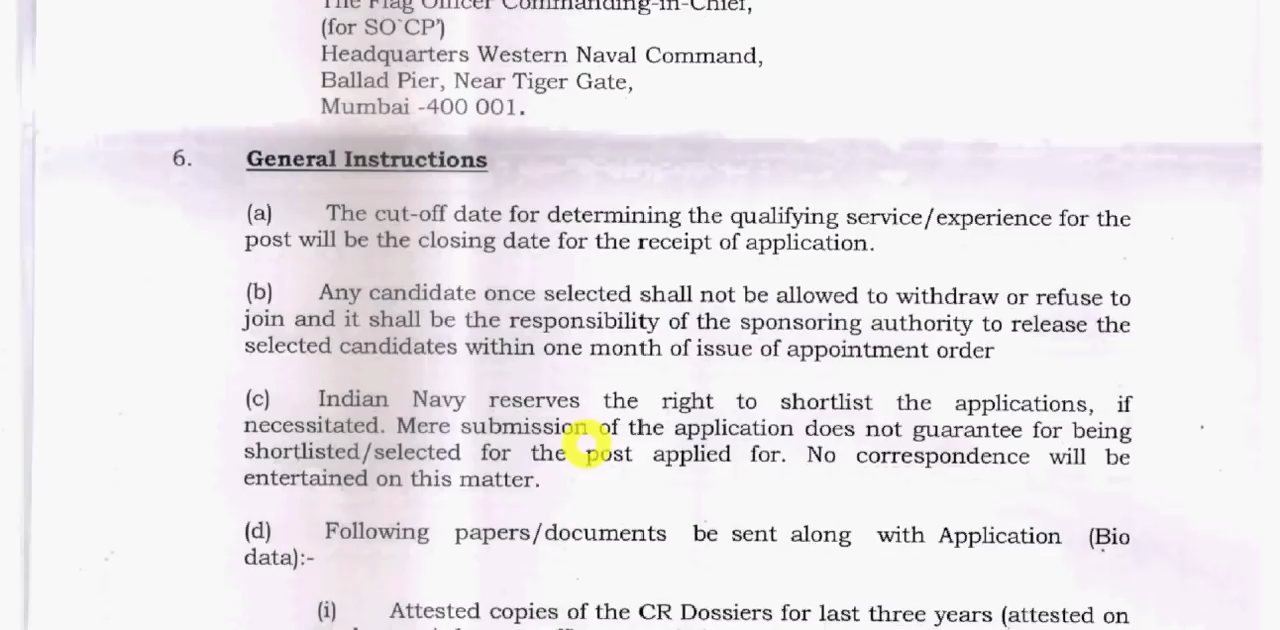 The Flag Officer Commanding-in-Chief,
(for SO`CP')
Headquarters Western Naval Command,
Ballad Pier, Near Tiger Gate,
Mumbai -400 001.
6. General Instructions
(a) The cut-off date for determining the qualifying service/experience for the
post will be the closing date for the receipt of application.
(b) Any candidate once selected shall not be allowed to withdraw or refuse to
join and it shall be the responsibility of the sponsoring authority to release the
selected candidates within one month of issue of appointment order
(c) Indian Navy reserves the right to shortlist the applications, if
necessitated. Mere submission of the application does not guarantee for being
shortlisted/selected for the post applied for. No correspondence will be
entertained on this matter.
(d) Following papers/documents be sent along with Application (Bio
data):-
(i) Attested copies of the CR Dossiers for last three years (attested on